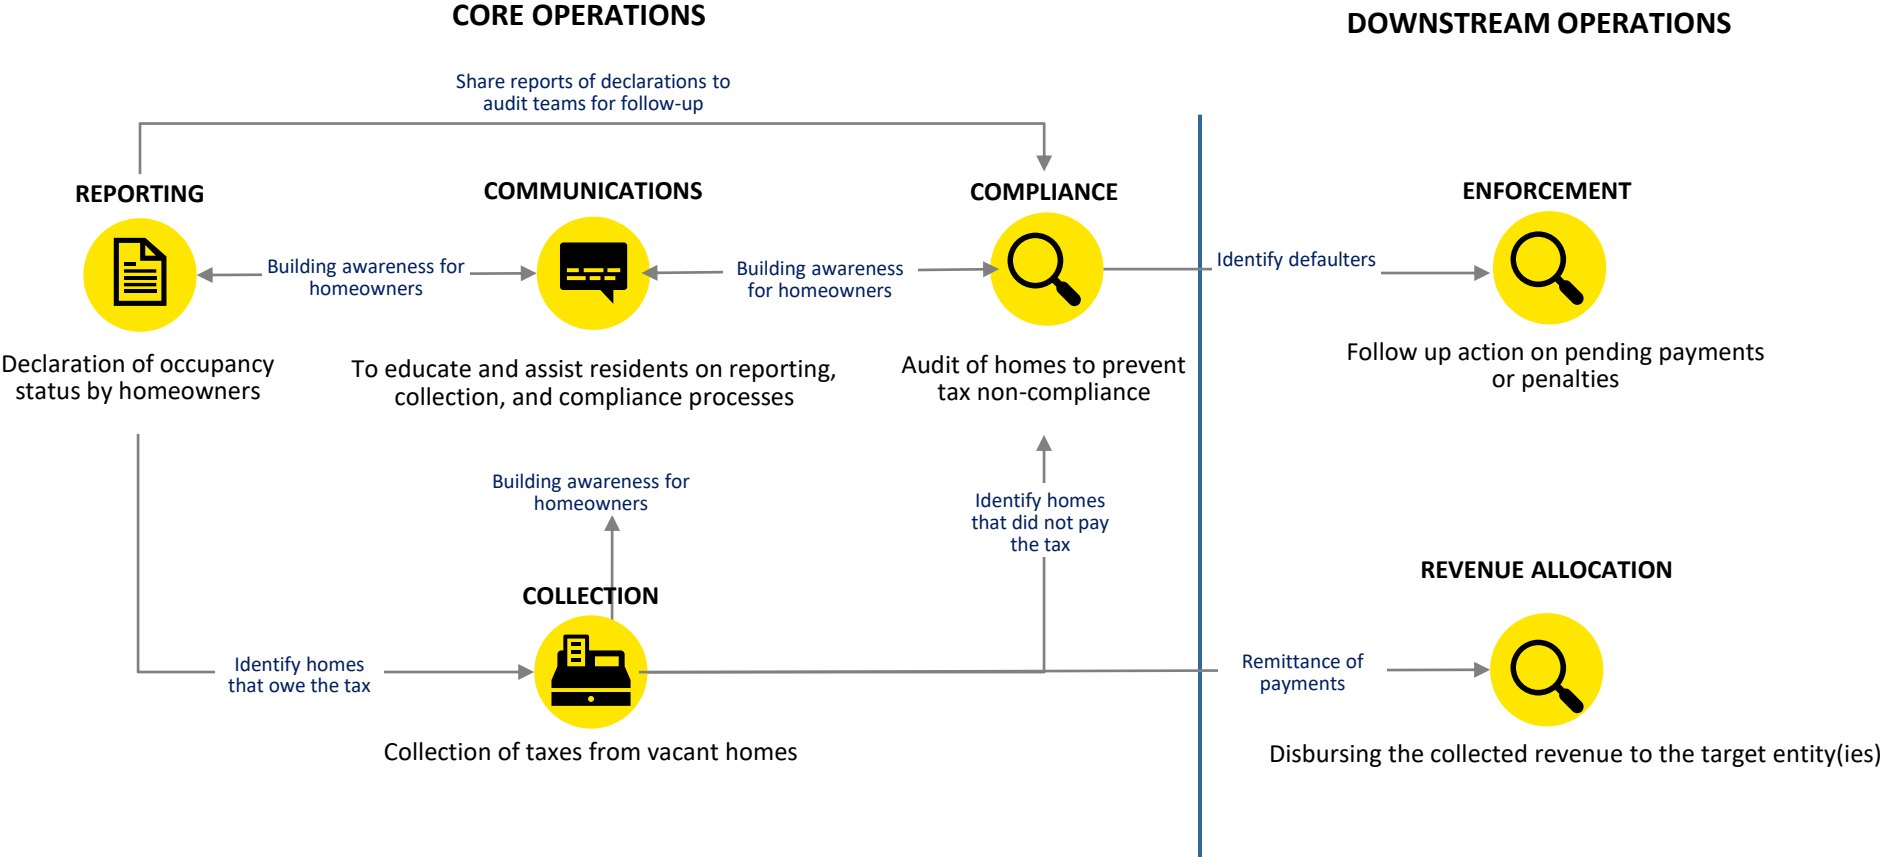 CORE OPERATIONS
DOWNSTREAM OPERATIONS
Share reports of declarations to
audit teams for follow-up
REPORTING
COMMUNICATIONS
COMPLIANCE
ENFORCEMENT
Building awareness for
homeowners
Building awareness
for homeowners
Identify defaulters
Declaration of occupancy
status by homeowners
To educate and assist residents on reporting,
collection, and compliance processes
Audit of homes to prevent
tax non-compliance
Follow up action on pending payments
or penalties
Building awareness for
homeowners
Identify homes
that did not pay
the tax
COLLECTION
REVENUE ALLOCATION
Identify homes
that owe the tax
Remittance of
payments
Collection of taxes from vacant homes
Disbursing the collected revenue to the target entity(ies)